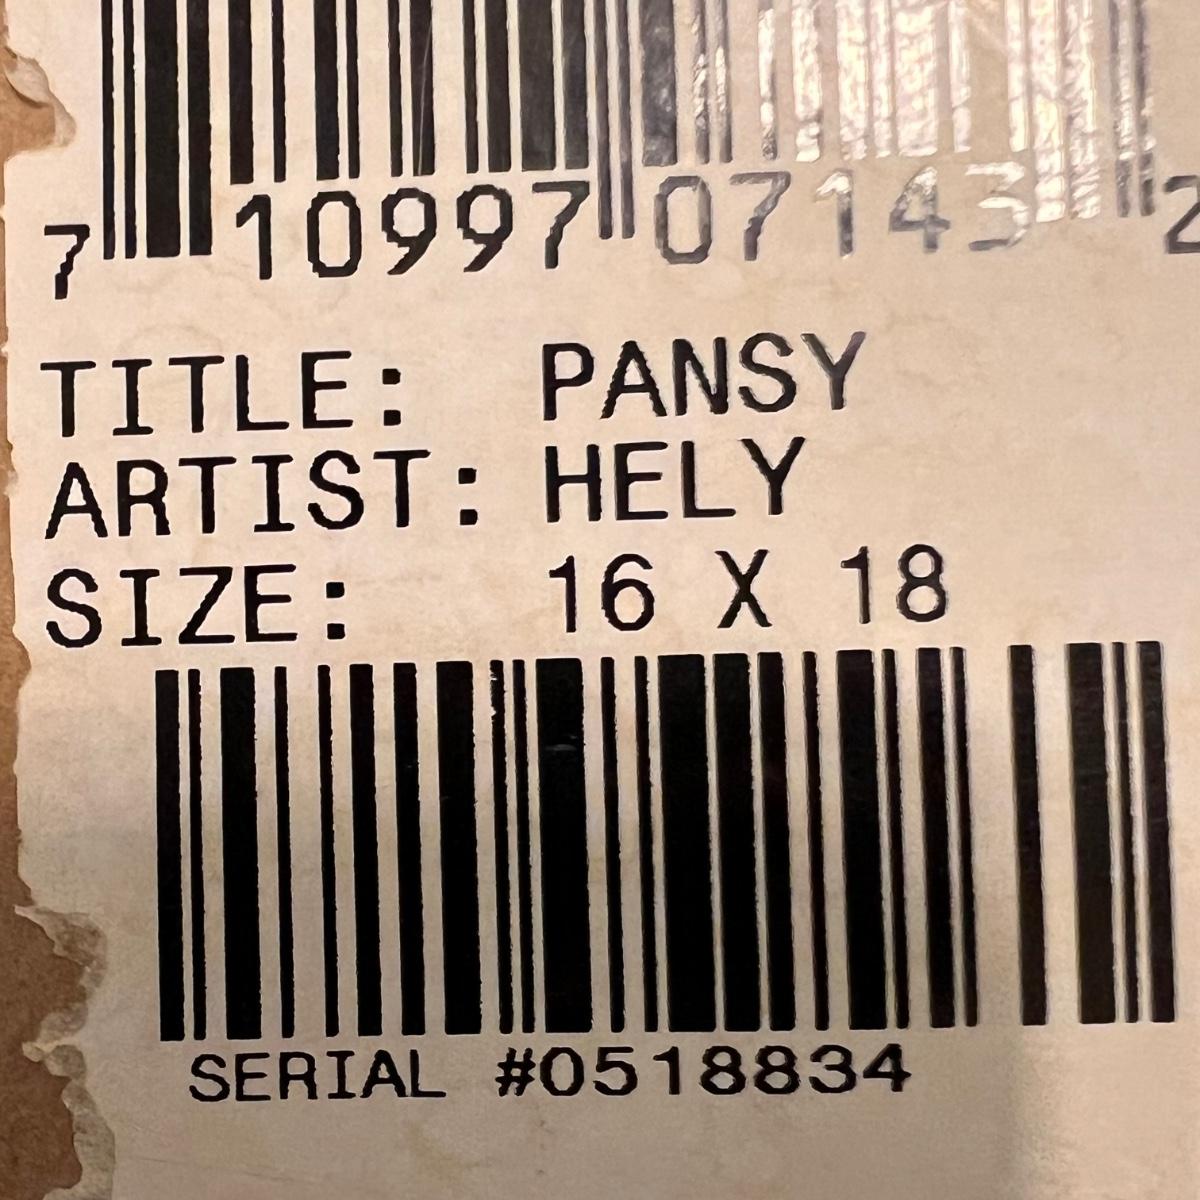 7 10997 07143 2
TITLE: PANSY
ARTIST: HELY
SIZE: 16 X 18
SERIAL #0518834